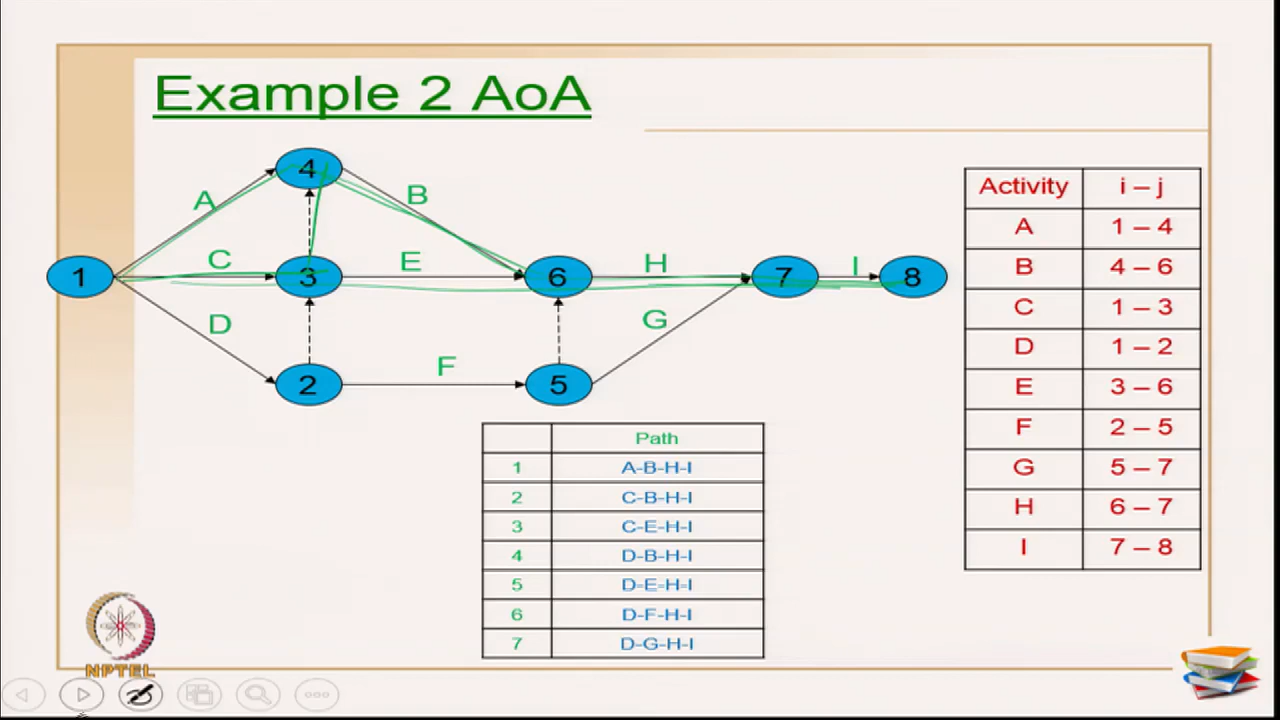 Example 2 AoA
4
A
B
C
E
H
I
1
3
6
7
8
D
G
F
2
5
Activity i – j
A 1 – 4
B 4 – 6
C 1 – 3
D 1 – 2
E 3 – 6
F 2 – 5
G 5 – 7
H 6 – 7
I 7 – 8
Path
1 A-B-H-I
2 C-B-H-I
3 C-E-H-I
4 D-B-H-I
5 D-E-H-I
6 D-F-H-I
7 D-G-H-I
NPTEL